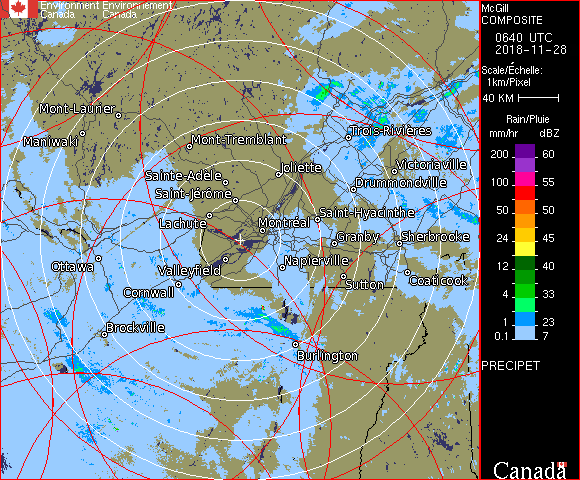 Environment Environnement
Canada Canada
McGill
COMPOSITE
0640 UTC
2018-11-28
Scale/Échelle:
1km/Pixel
40 KM
Rain/Pluie
mm/hr dBZ
200 60
55
100 55
50 50
24 45
12 40
4 33
1 23
0.1 7
PRECIPET
Canada
Mont-Laurier
Maniwaki
Mont-Tremblant
Trois-Rivières
Joliette
Sainte-Adèle
Victoriaville
Drummondville
Saint-Jérôme
Lachute
Montréal
Saint-Hyacinthe
Granby
Sherbrooke
Ottawa
Valleyfield
Napierville
Cornwall
Sutton
Coaticook
Brockville
Burlington